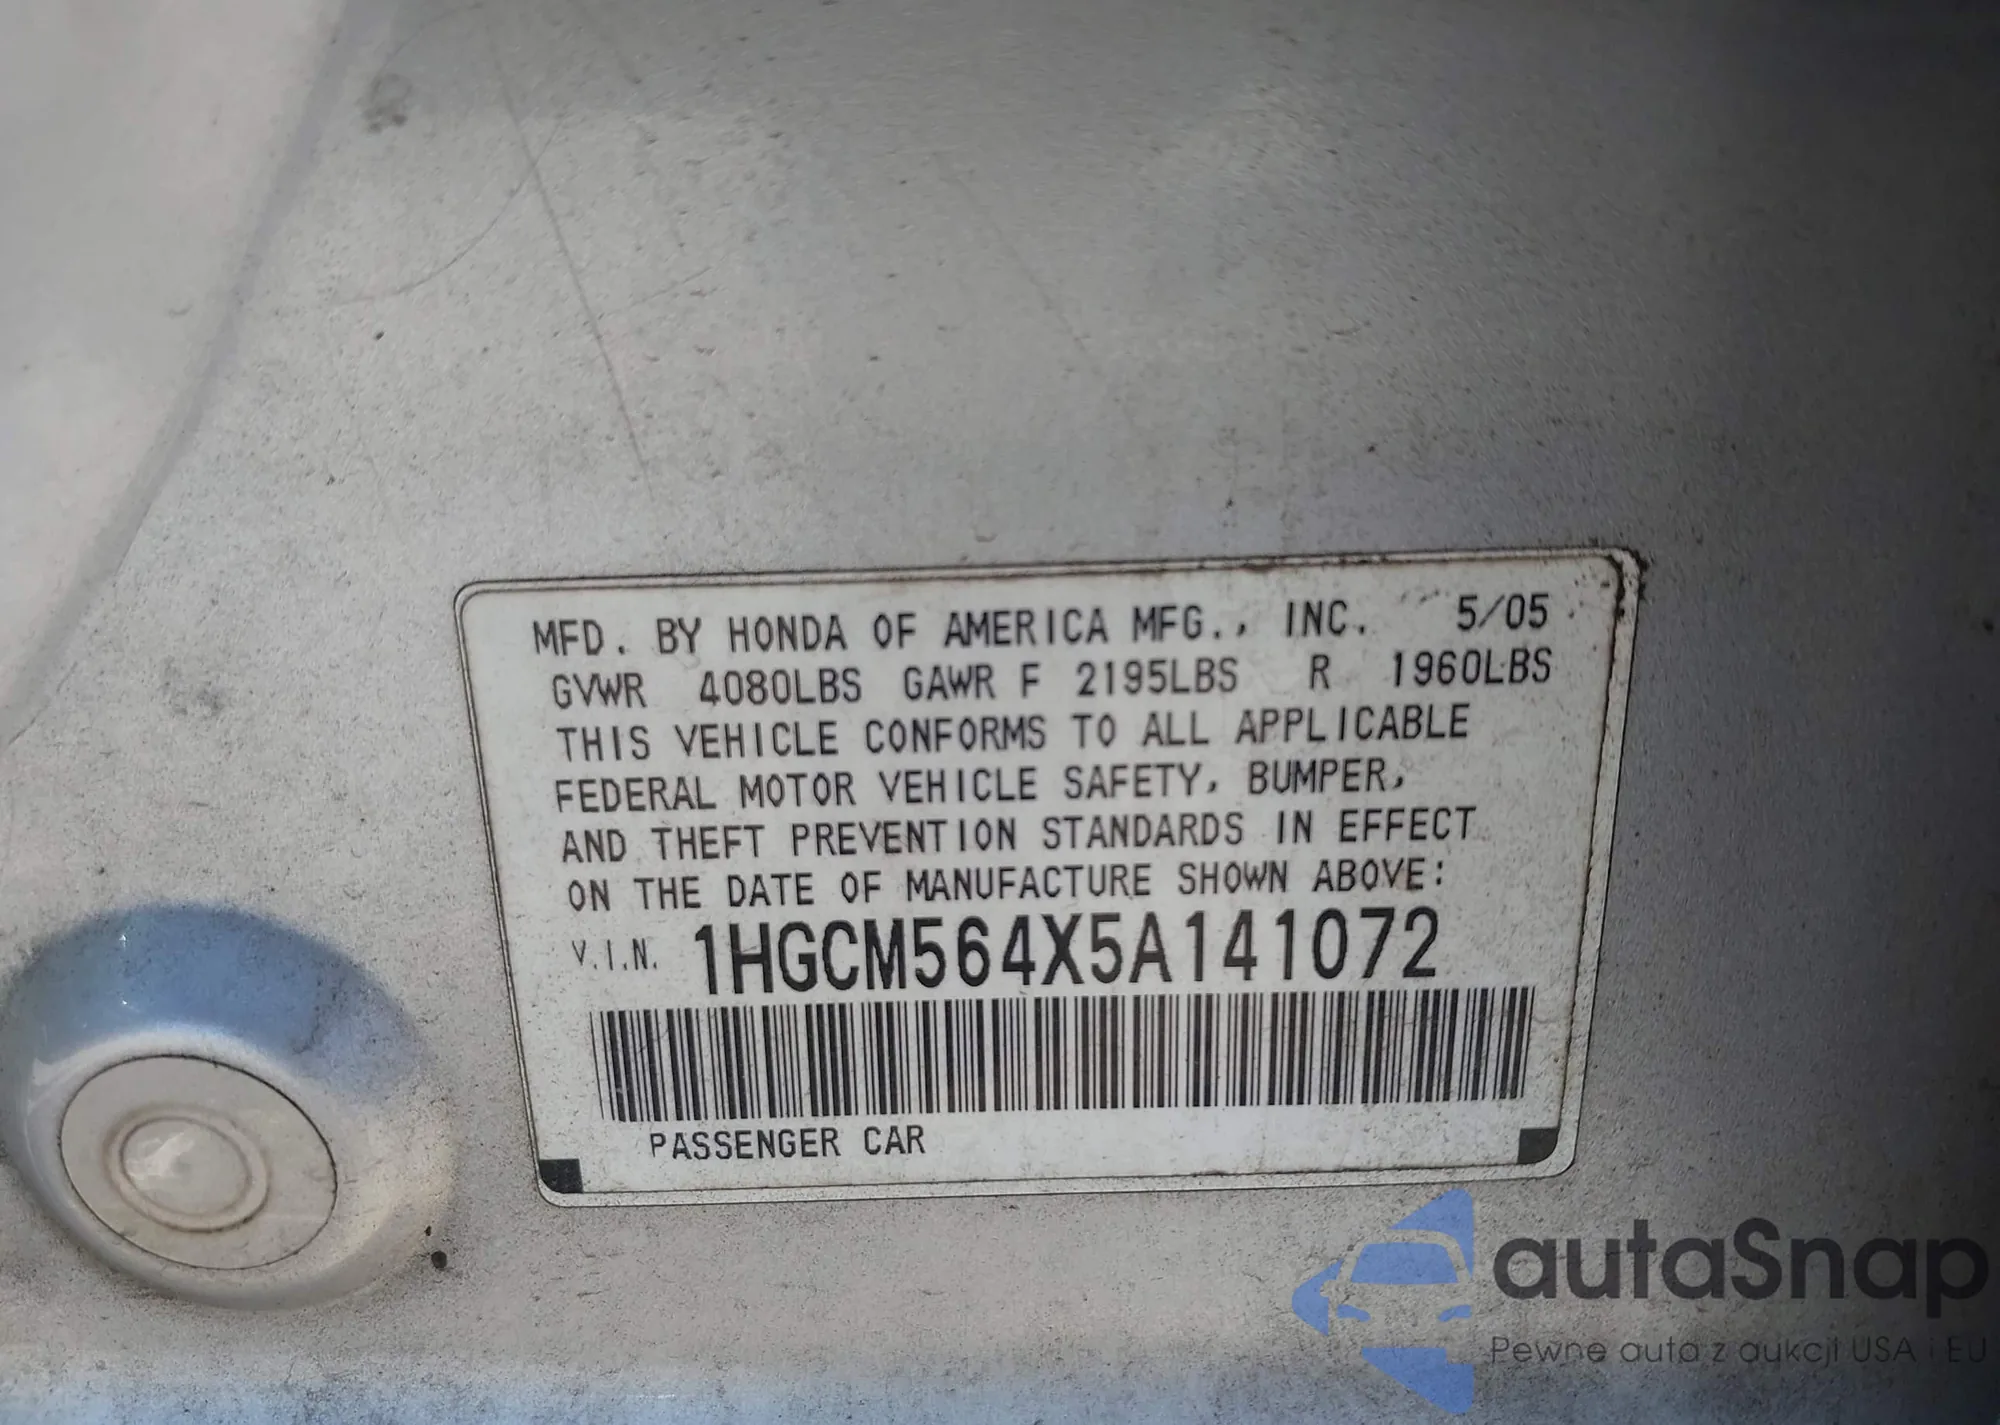 MFD. BY HONDA OF AMERICA MFG., INC. 5/05
GVWR 4080LBS GAWR F 2195LBS R 1960LBS
THIS VEHICLE CONFORMS TO ALL APPLICABLE
FEDERAL MOTOR VEHICLE SAFETY, BUMPER,
AND THEFT PREVENTION STANDARDS IN EFFECT
ON THE DATE OF MANUFACTURE SHOWN ABOVE:
V.I.N. 1HGCM564X5A141072
PASSENGER CAR
autaSnap
Pewne auta z aukcji USA i EU